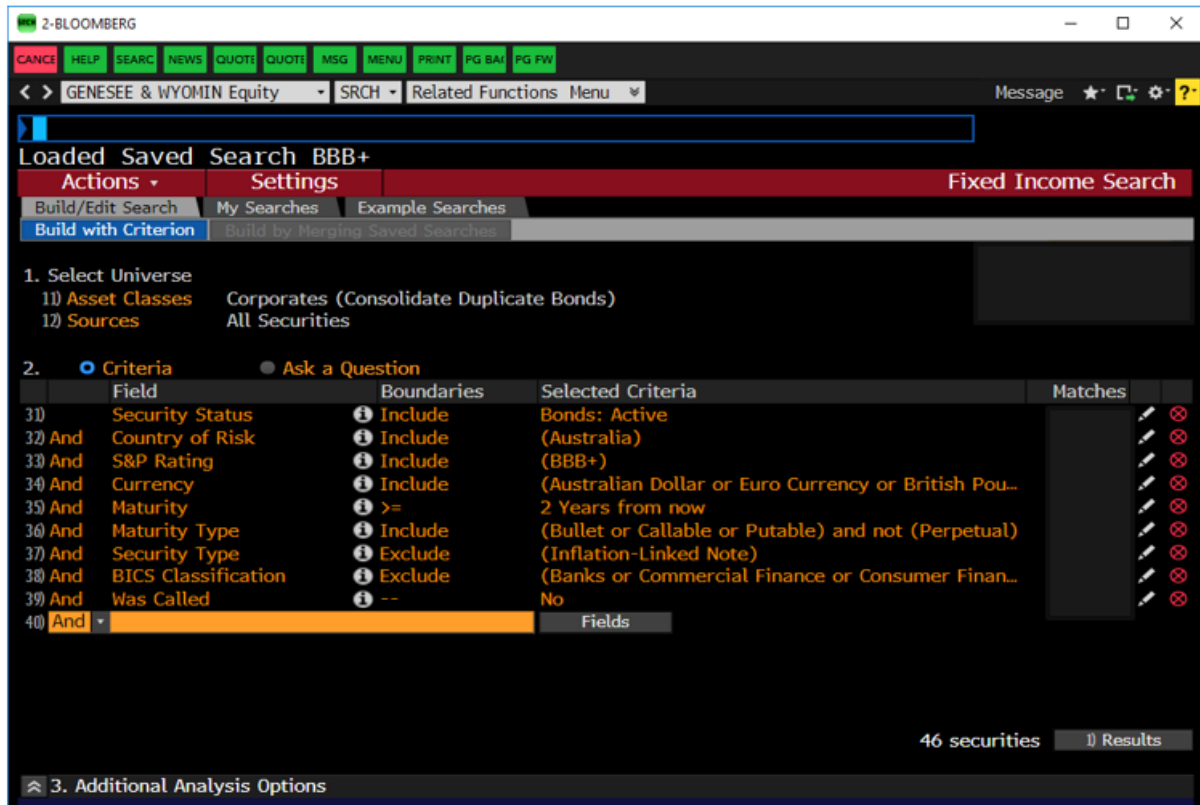 2-BLOOMBERG
CANCE HELP SEARC NEWS QUOTE QUOTE MSG MENU PRINT PG BAC PG FW
< > GENESEE & WYOMIN Equity SRCH Related Functions Menu Message ?
Loaded Saved Search BBB+
Actions Settings Fixed Income Search
Build/Edit Search My Searches Example Searches
Build with Criterion Build by Merging Saved Searches
1. Select Universe
11) Asset Classes Corporates (Consolidate Duplicate Bonds)
12) Sources All Securities
2. Criteria Ask a Question
Field Boundaries Selected Criteria Matches
31) Security Status Include Bonds: Active
32) And Country of Risk Include (Australia)
33) And S&P Rating Include (BBB+)
34) And Currency Include (Australian Dollar or Euro Currency or British Pou...
35) And Maturity >= 2 Years from now
36) And Maturity Type Include (Bullet or Callable or Putable) and not (Perpetual)
37) And Security Type Exclude (Inflation-Linked Note)
38) And BICS Classification Exclude (Banks or Commercial Finance or Consumer Finan...
39) And Was Called -- No
40) And Fields
46 securities 1) Results
3. Additional Analysis Options